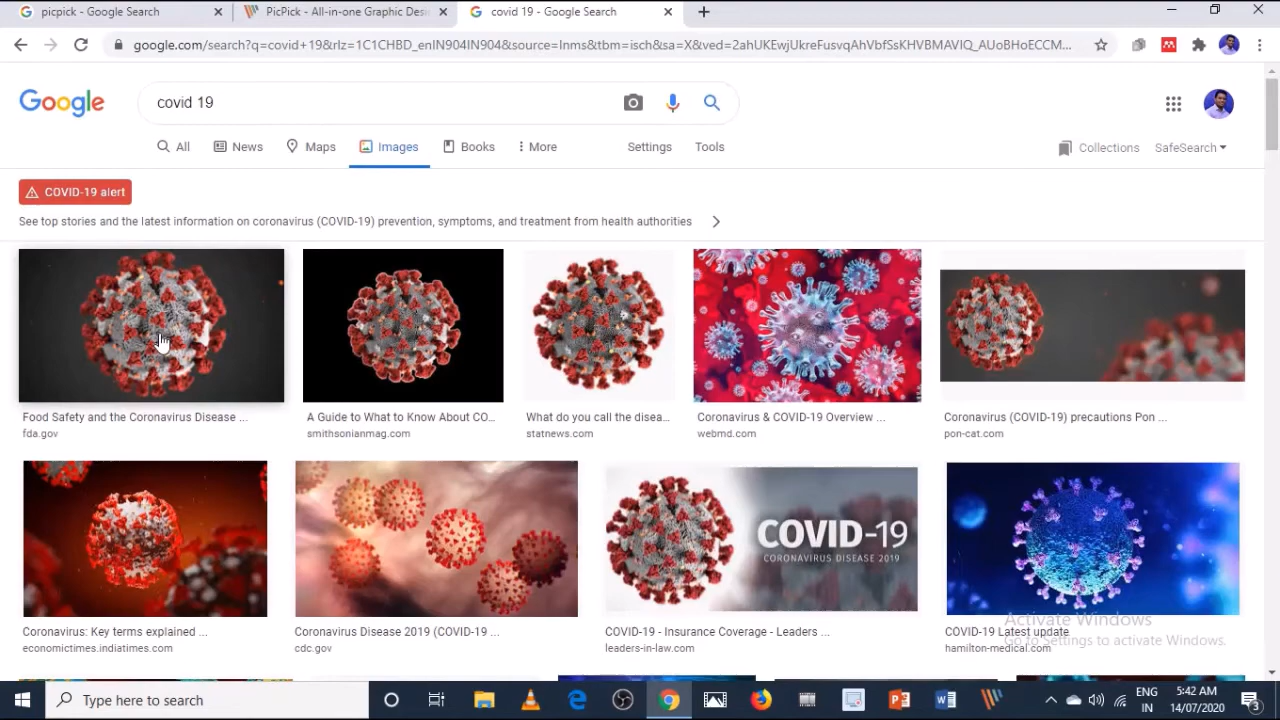 picpick - Google Search
PicPick - All-in-one Graphic Desi
covid 19 - Google Search
google.com/search?q=covid+19&rlz=1C1CHBD_enIN904IN904&source=lnms&tbm=isch&sa=X&ved=2ahUKEwjUkreFusvqAhVbfSsKHVBMAVIQ_AUoBHoECCM...
Google
covid 19
All
News
Maps
Images
Books
More
Settings
Tools
Collections
SafeSearch
COVID-19 alert
See top stories and the latest information on coronavirus (COVID-19) prevention, symptoms, and treatment from health authorities
Food Safety and the Coronavirus Disease ...
fda.gov
A Guide to What to Know About CO...
smithsonianmag.com
What do you call the disea...
statnews.com
Coronavirus & COVID-19 Overview ...
webmd.com
Coronavirus (COVID-19) precautions Pon ...
pon-cat.com
COVID-19
CORONAVIRUS DISEASE 2019
Coronavirus: Key terms explained ...
economictimes.indiatimes.com
Coronavirus Disease 2019 (COVID-19 ...
cdc.gov
COVID-19 - Insurance Coverage - Leaders ...
leaders-in-law.com
COVID-19 Latest update
hamilton-medical.com
Activate Windows
Go to Settings to activate Windows.
Type here to search
ENG
IN
5:42 AM
14/07/2020
3